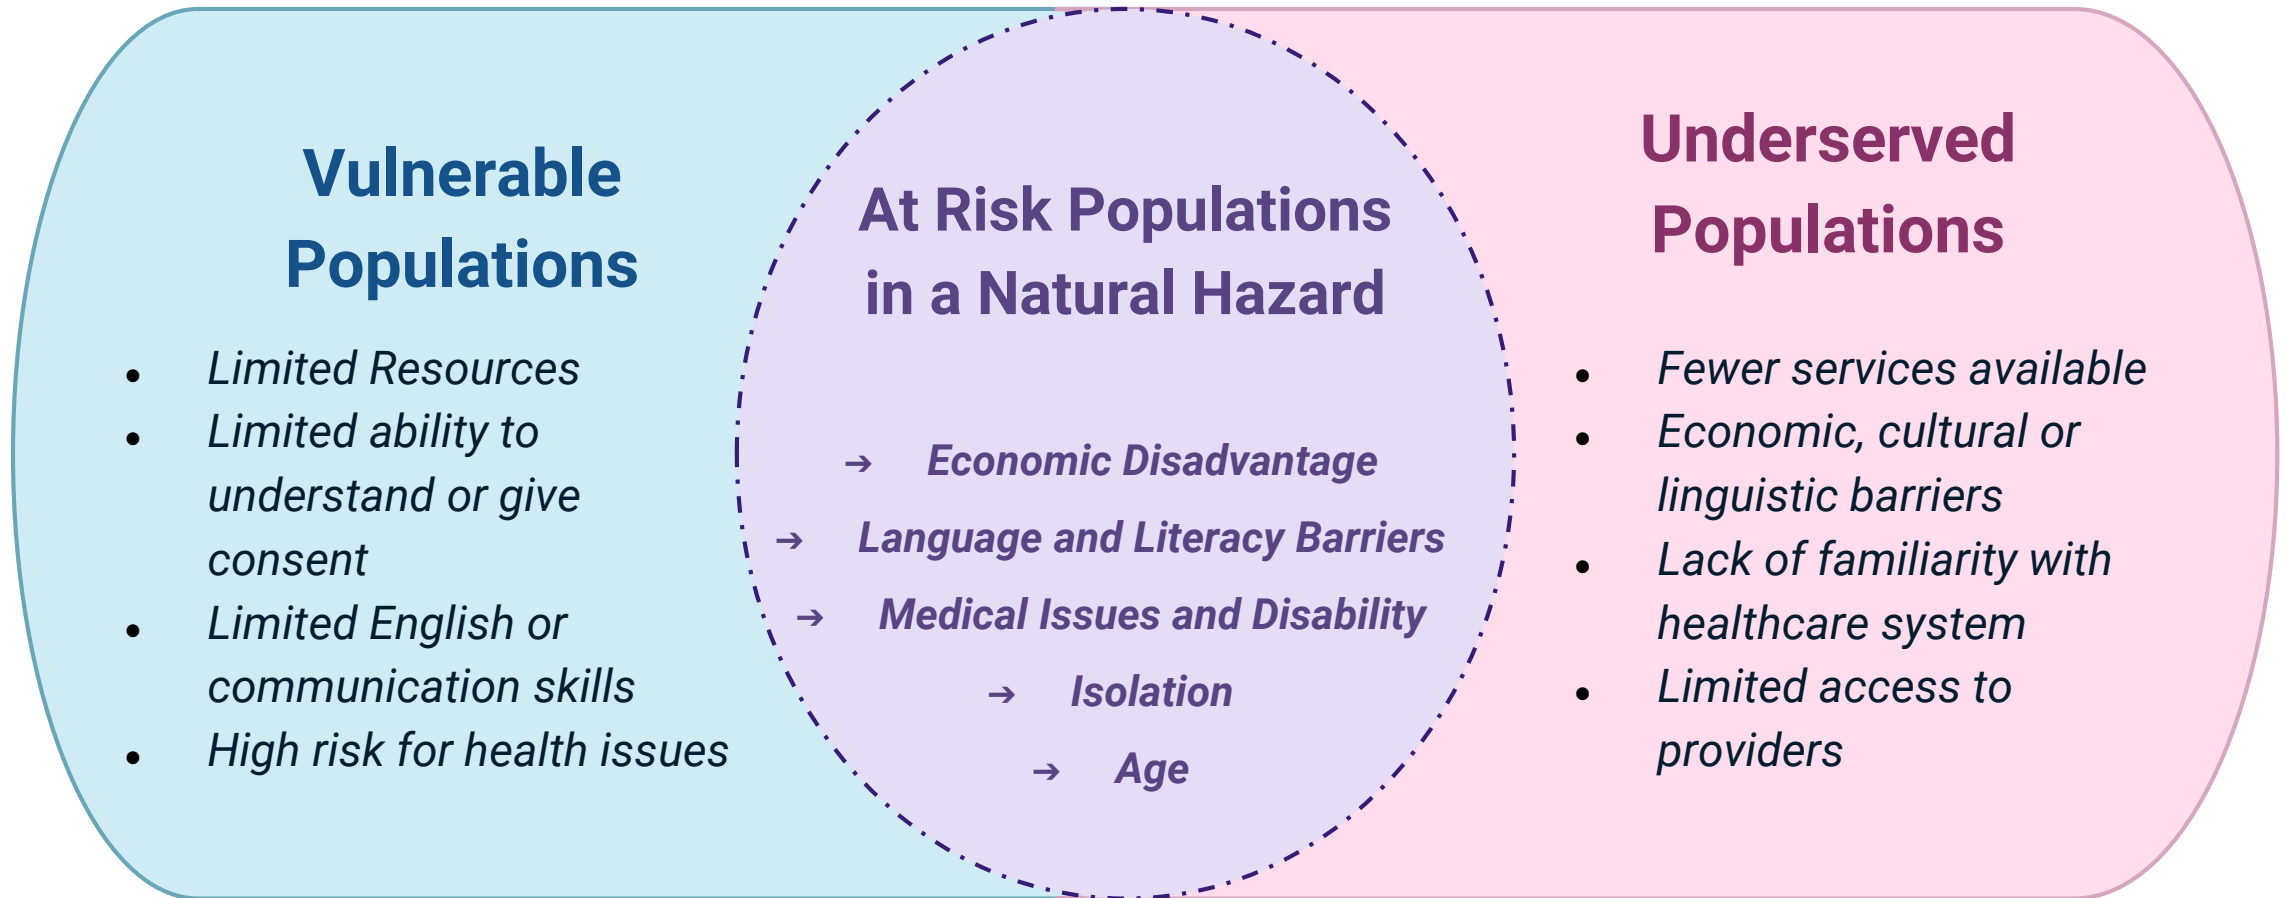 Vulnerable
Populations
• Limited Resources
• Limited ability to
understand or give
consent
• Limited English or
communication skills
• High risk for health issues
At Risk Populations
in a Natural Hazard
➔ Economic Disadvantage
➔ Language and Literacy Barriers
➔ Medical Issues and Disability
➔ Isolation
➔ Age
Underserved
Populations
• Fewer services available
• Economic, cultural or
linguistic barriers
• Lack of familiarity with
healthcare system
• Limited access to
providers